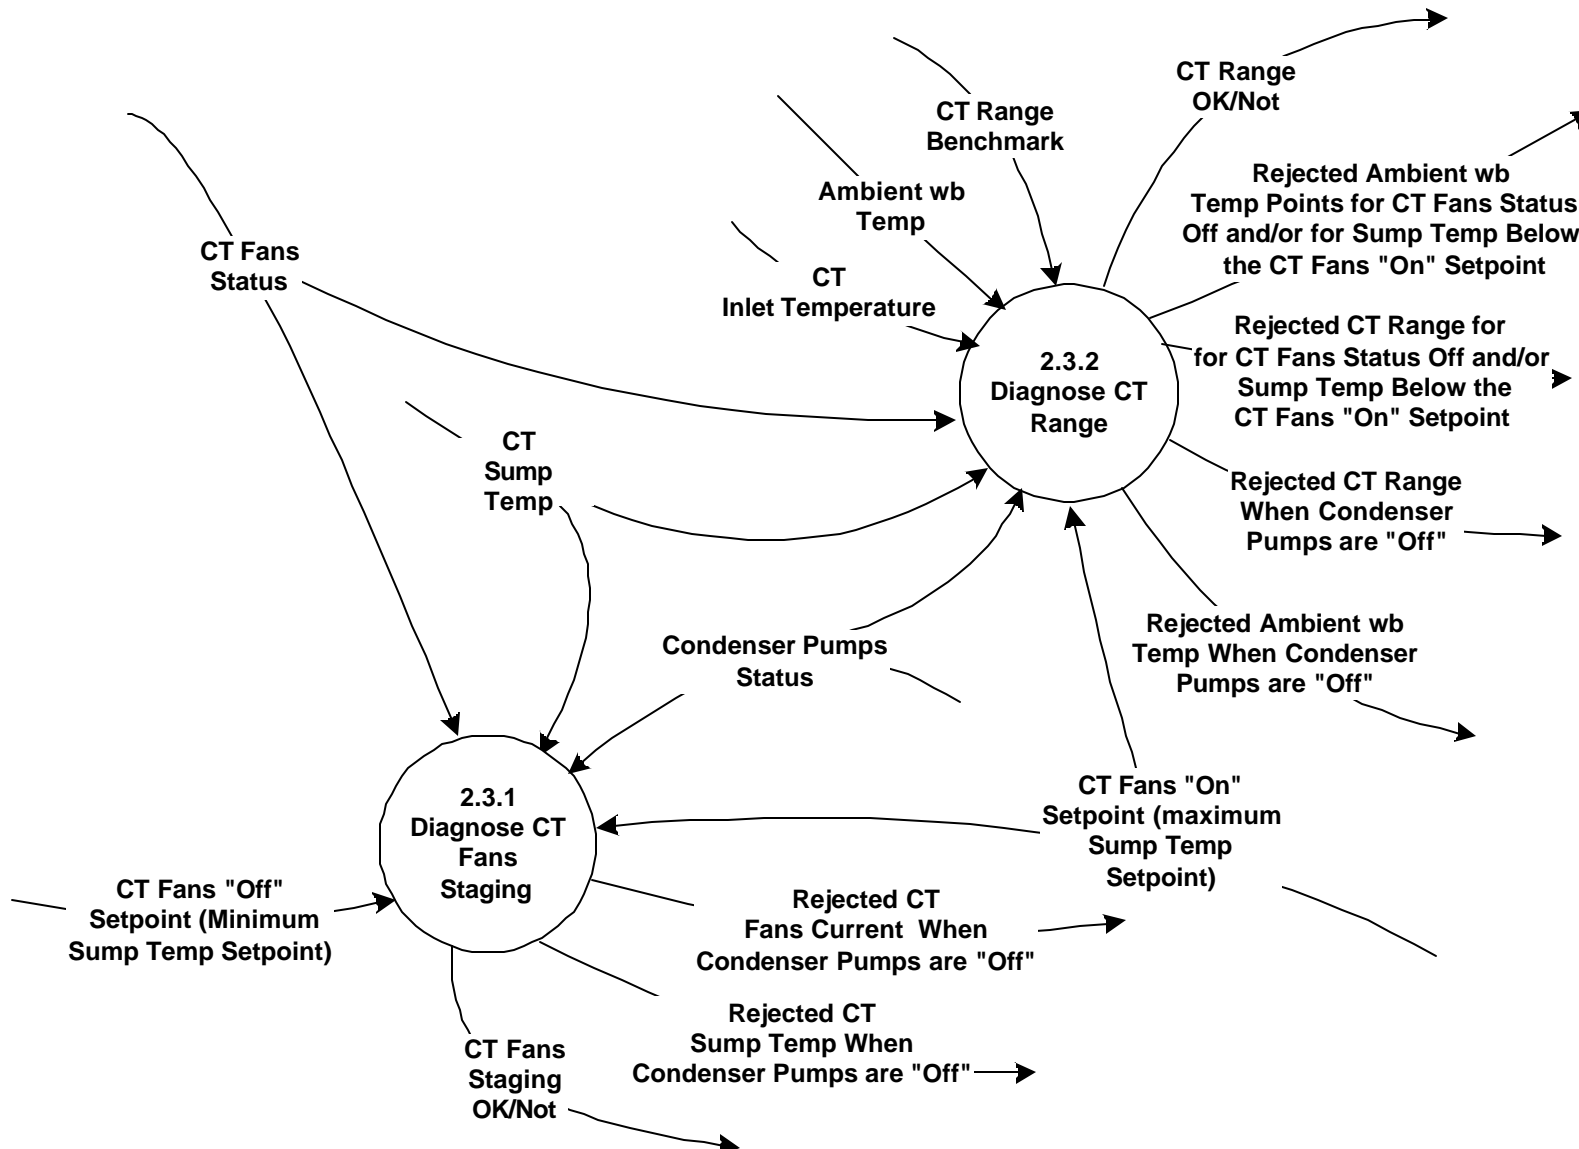 CT Range
OK/Not
CT Range
Benchmark
Ambient wb
Temp
CT
Inlet Temperature
Rejected Ambient wb
Temp Points for CT Fans Status
Off and/or for Sump Temp Below
the CT Fans "On" Setpoint
CT Fans
Status
Rejected CT Range for
for CT Fans Status Off and/or
Sump Temp Below the
CT Fans "On" Setpoint
2.3.2
Diagnose CT
Range
CT
Sump
Temp
Rejected CT Range
When Condenser
Pumps are "Off"
Condenser Pumps
Status
Rejected Ambient wb
Temp When Condenser
Pumps are "Off"
2.3.1
Diagnose CT
Fans
Staging
CT Fans "On"
Setpoint (maximum
Sump Temp
Setpoint)
CT Fans "Off"
Setpoint (Minimum
Sump Temp Setpoint)
Rejected CT
Fans Current When
Condenser Pumps are "Off"
Rejected CT
Sump Temp When
Condenser Pumps are "Off"
CT Fans
Staging
OK/Not